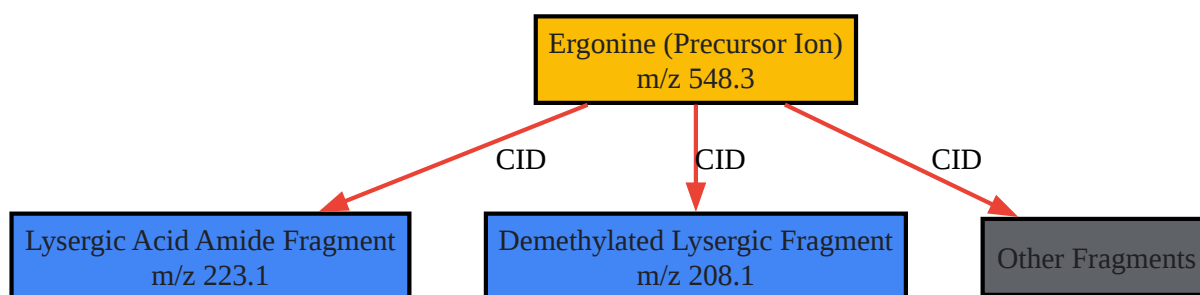 Ergonine (Precursor Ion)
m/z 548.3
CID
CID
CID
Lysergic Acid Amide Fragment
m/z 223.1
Demethylated Lysergic Fragment
m/z 208.1
Other Fragments